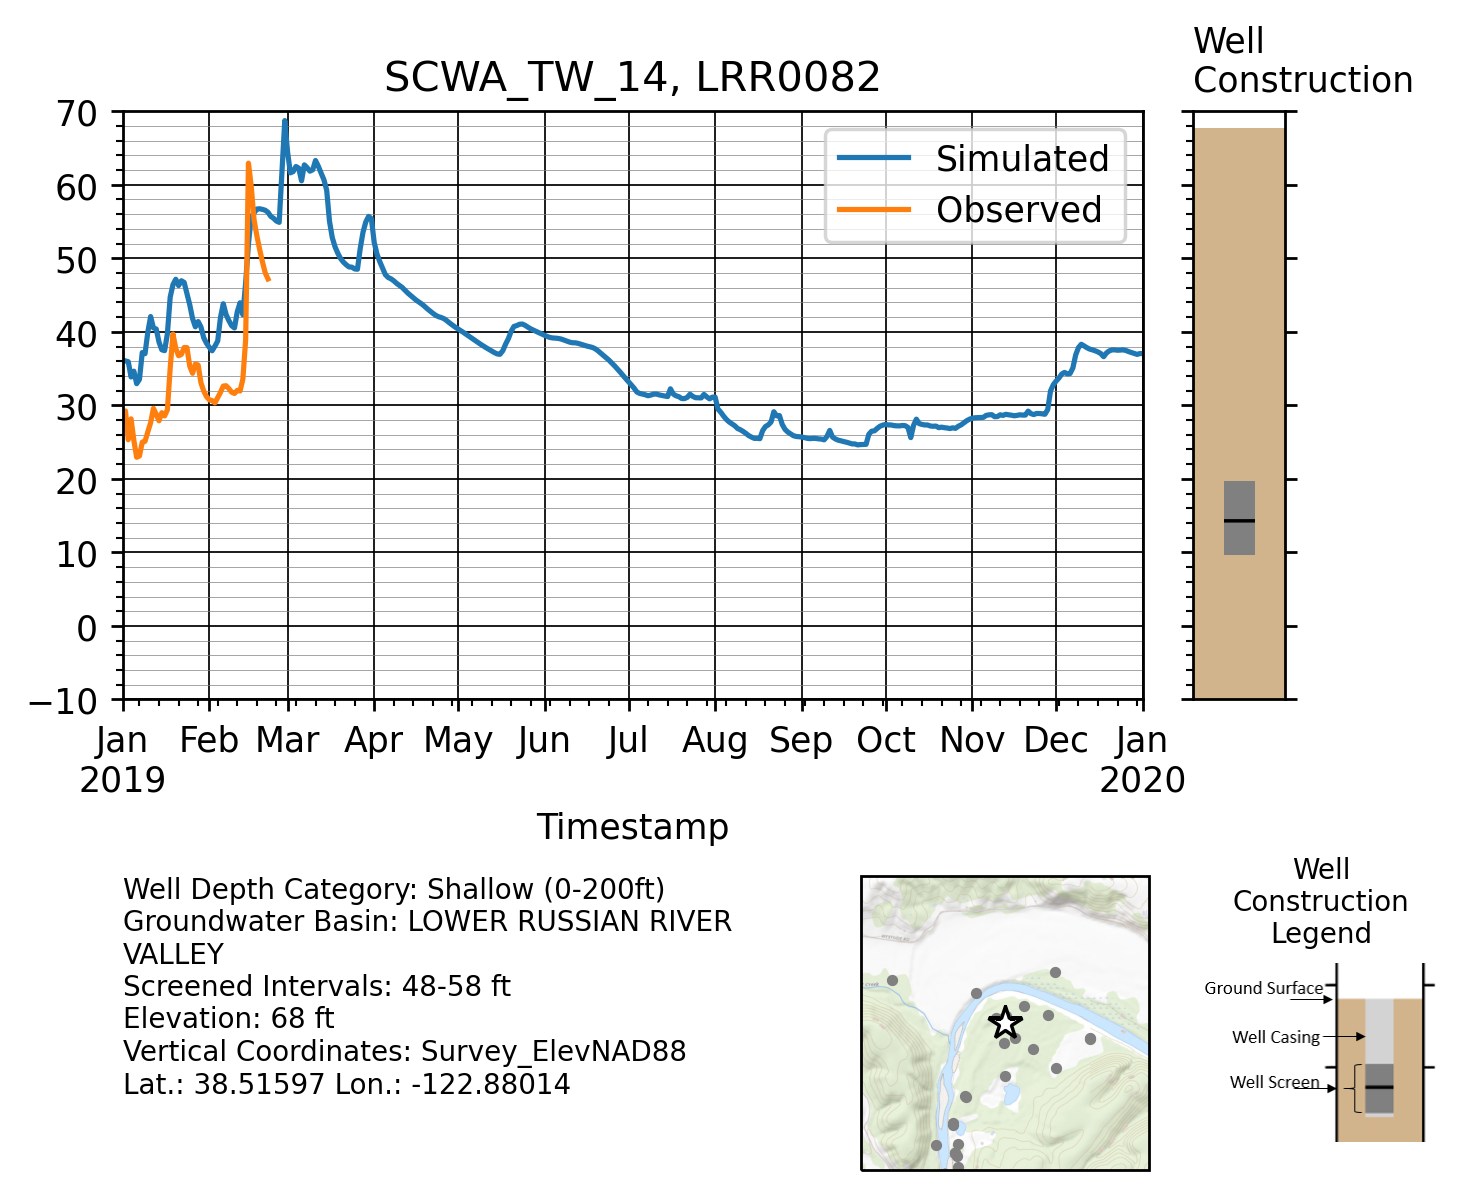 Well
Construction
SCWA_TW_14, LRR0082
70
60
50
40
30
20
10
0
−10
Simulated
Observed
Jan Feb Mar Apr May Jun Jul Aug Sep Oct Nov Dec Jan
2019 2020
Timestamp
Well Depth Category: Shallow (0-200ft)
Groundwater Basin: LOWER RUSSIAN RIVER
VALLEY
Screened Intervals: 48-58 ft
Elevation: 68 ft
Vertical Coordinates: Survey_ElevNAD88
Lat.: 38.51597 Lon.: -122.88014
Well
Construction
Legend
Ground Surface
Well Casing
Well Screen